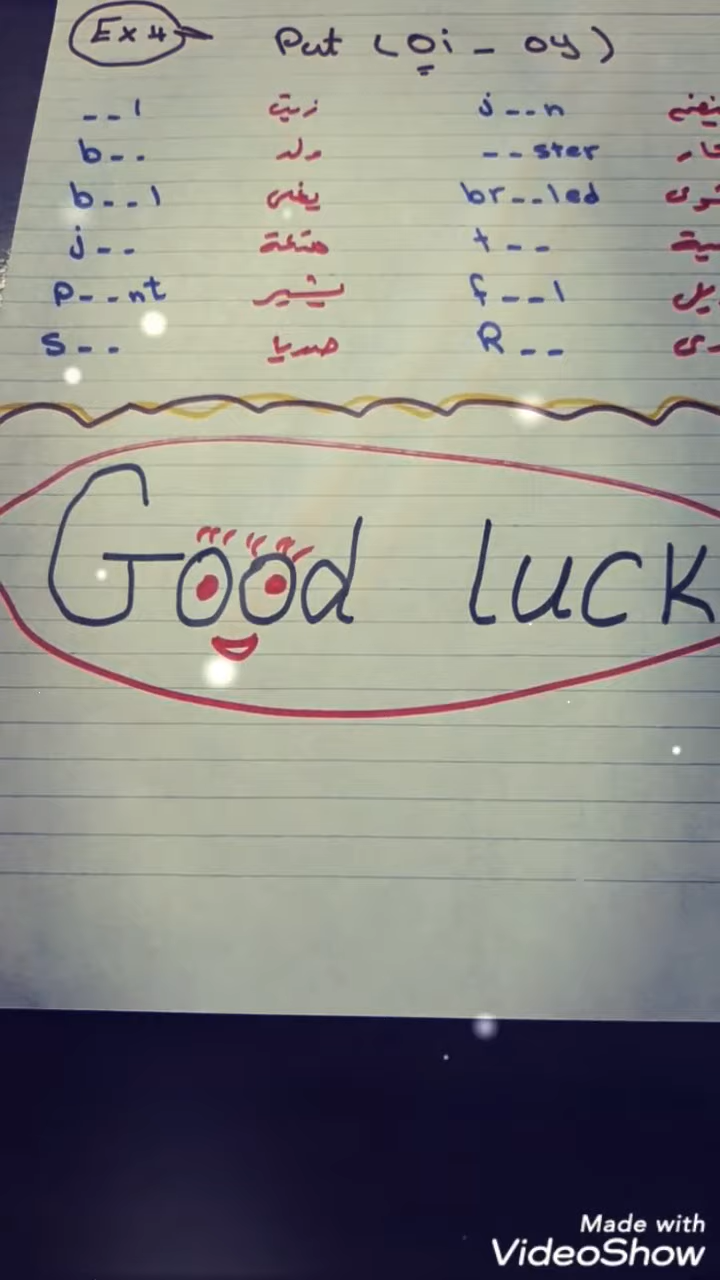 Ex 4 Put (oi - oy)
--l زيت j--n
b-- ولد --ster
b--l يغلى br--led
j-- متعة t--
p--nt يشير f--l
S-- صويا R--
Good luck
Made with
VideoShow